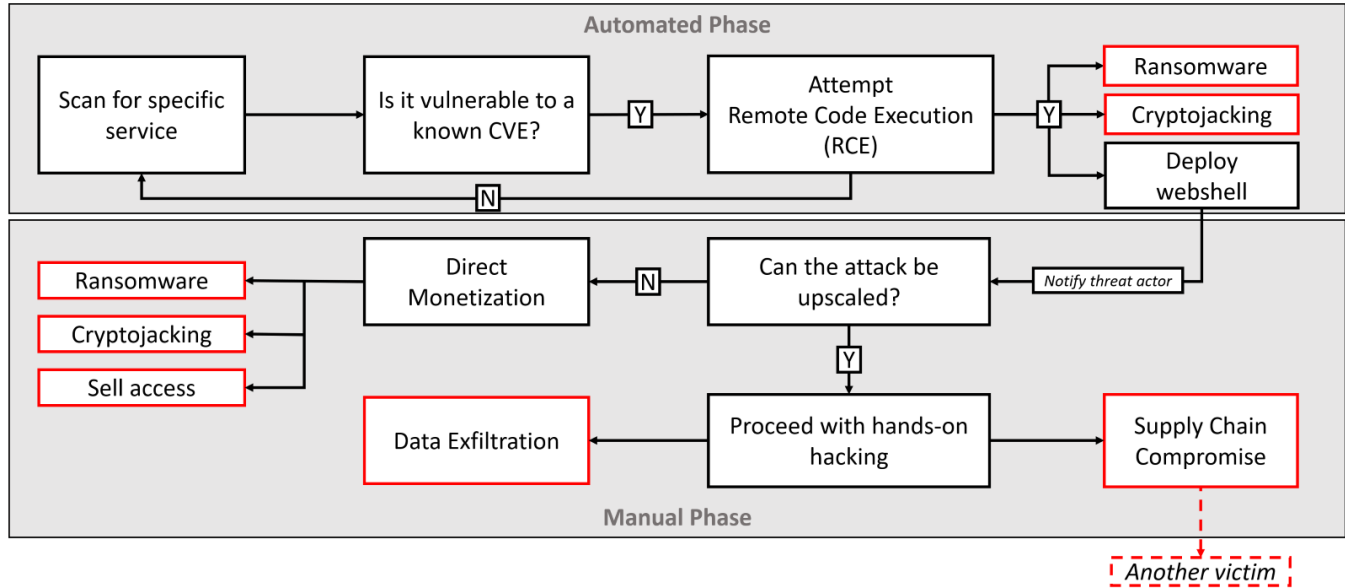 Automated Phase
Scan for specific
service
Is it vulnerable to a
known CVE?
Y
Attempt
Remote Code Execution
(RCE)
Y
Ransomware
Cryptojacking
Deploy
webshell
N
Ransomware
Cryptojacking
Sell access
Direct
Monetization
N
Can the attack be
upscaled?
Notify threat actor
Y
Data Exfiltration
Proceed with hands-on
hacking
Supply Chain
Compromise
Manual Phase
Another victim